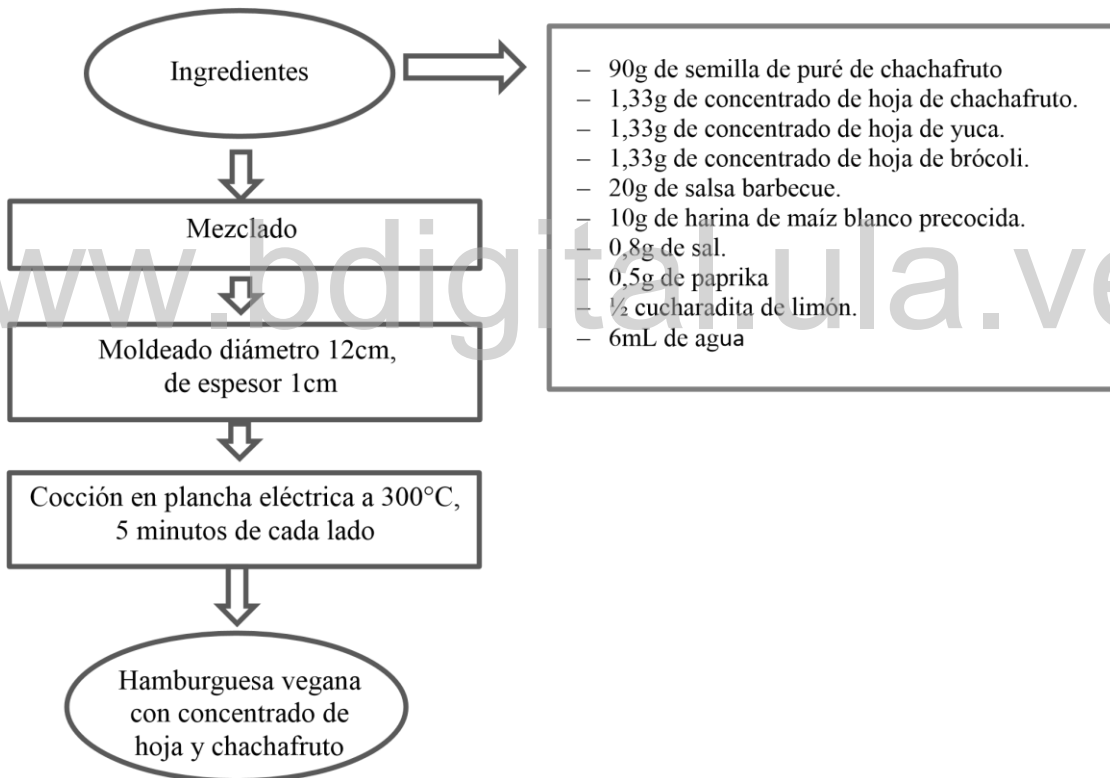 Ingredientes
– 90g de semilla de puré de chachafruto
– 1,33g de concentrado de hoja de chachafruto.
– 1,33g de concentrado de hoja de yuca.
– 1,33g de concentrado de hoja de brócoli.
– 20g de salsa barbecue.
– 10g de harina de maíz blanco precocida.
– 0,8g de sal.
– 0,5g de paprika
– ½ cucharadita de limón.
– 6mL de agua
Mezclado
Moldeado diámetro 12cm,
de espesor 1cm
Cocción en plancha eléctrica a 300°C,
5 minutos de cada lado
Hamburguesa vegana
con concentrado de
hoja y chachafruto
www.bdigital.ula.ve